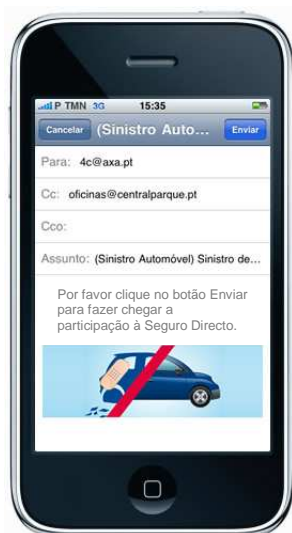 P TMN 3G 15:35
Cancelar (Sinistro Auto... Enviar
Para: 4c@axa.pt
Cc: oficinas@centralparque.pt
Cco:
Assunto: (Sinistro Automóvel) Sinistro de...
Por favor clique no botão Enviar
para fazer chegar a
participação à Seguro Directo.